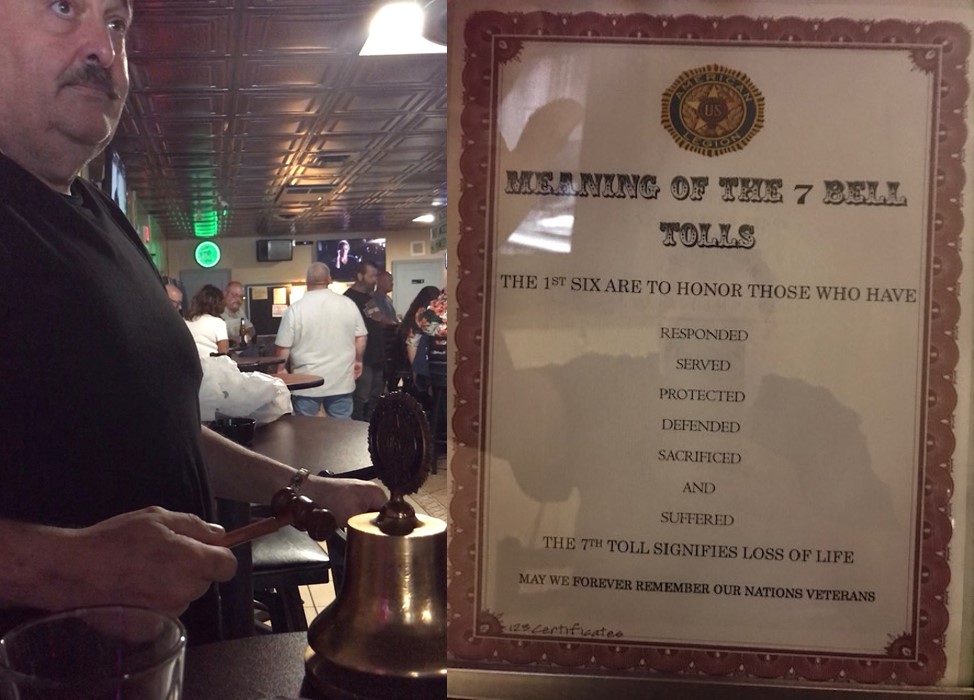 AMERICAN
US
LEGION
MEANING OF THE 7 BELL
TOLLS
THE 1ST SIX ARE TO HONOR THOSE WHO HAVE
RESPONDED
SERVED
PROTECTED
DEFENDED
SACRIFICED
AND
SUFFERED
THE 7TH TOLL SIGNIFIES LOSS OF LIFE
MAY WE FOREVER REMEMBER OUR NATIONS VETERANS
123Certificates